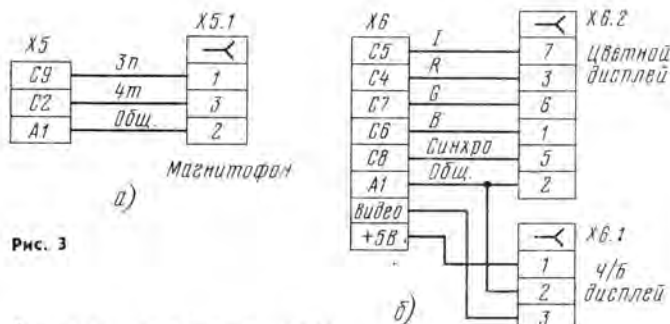 X5
X5.1
C9 3п 1
C2 4т 3
A1 Общ. 2
Магнитофон
а)
Рис. 3
X6
X6.2
C5 I 7
C4 R 3
C7 G 6
C6 B 1
C8 Синхро 5
A1 Общ. 2
Видео
+5В
Цветной
дисплей
X6.1
1
2
3
Ч/Б
дисплей
б)